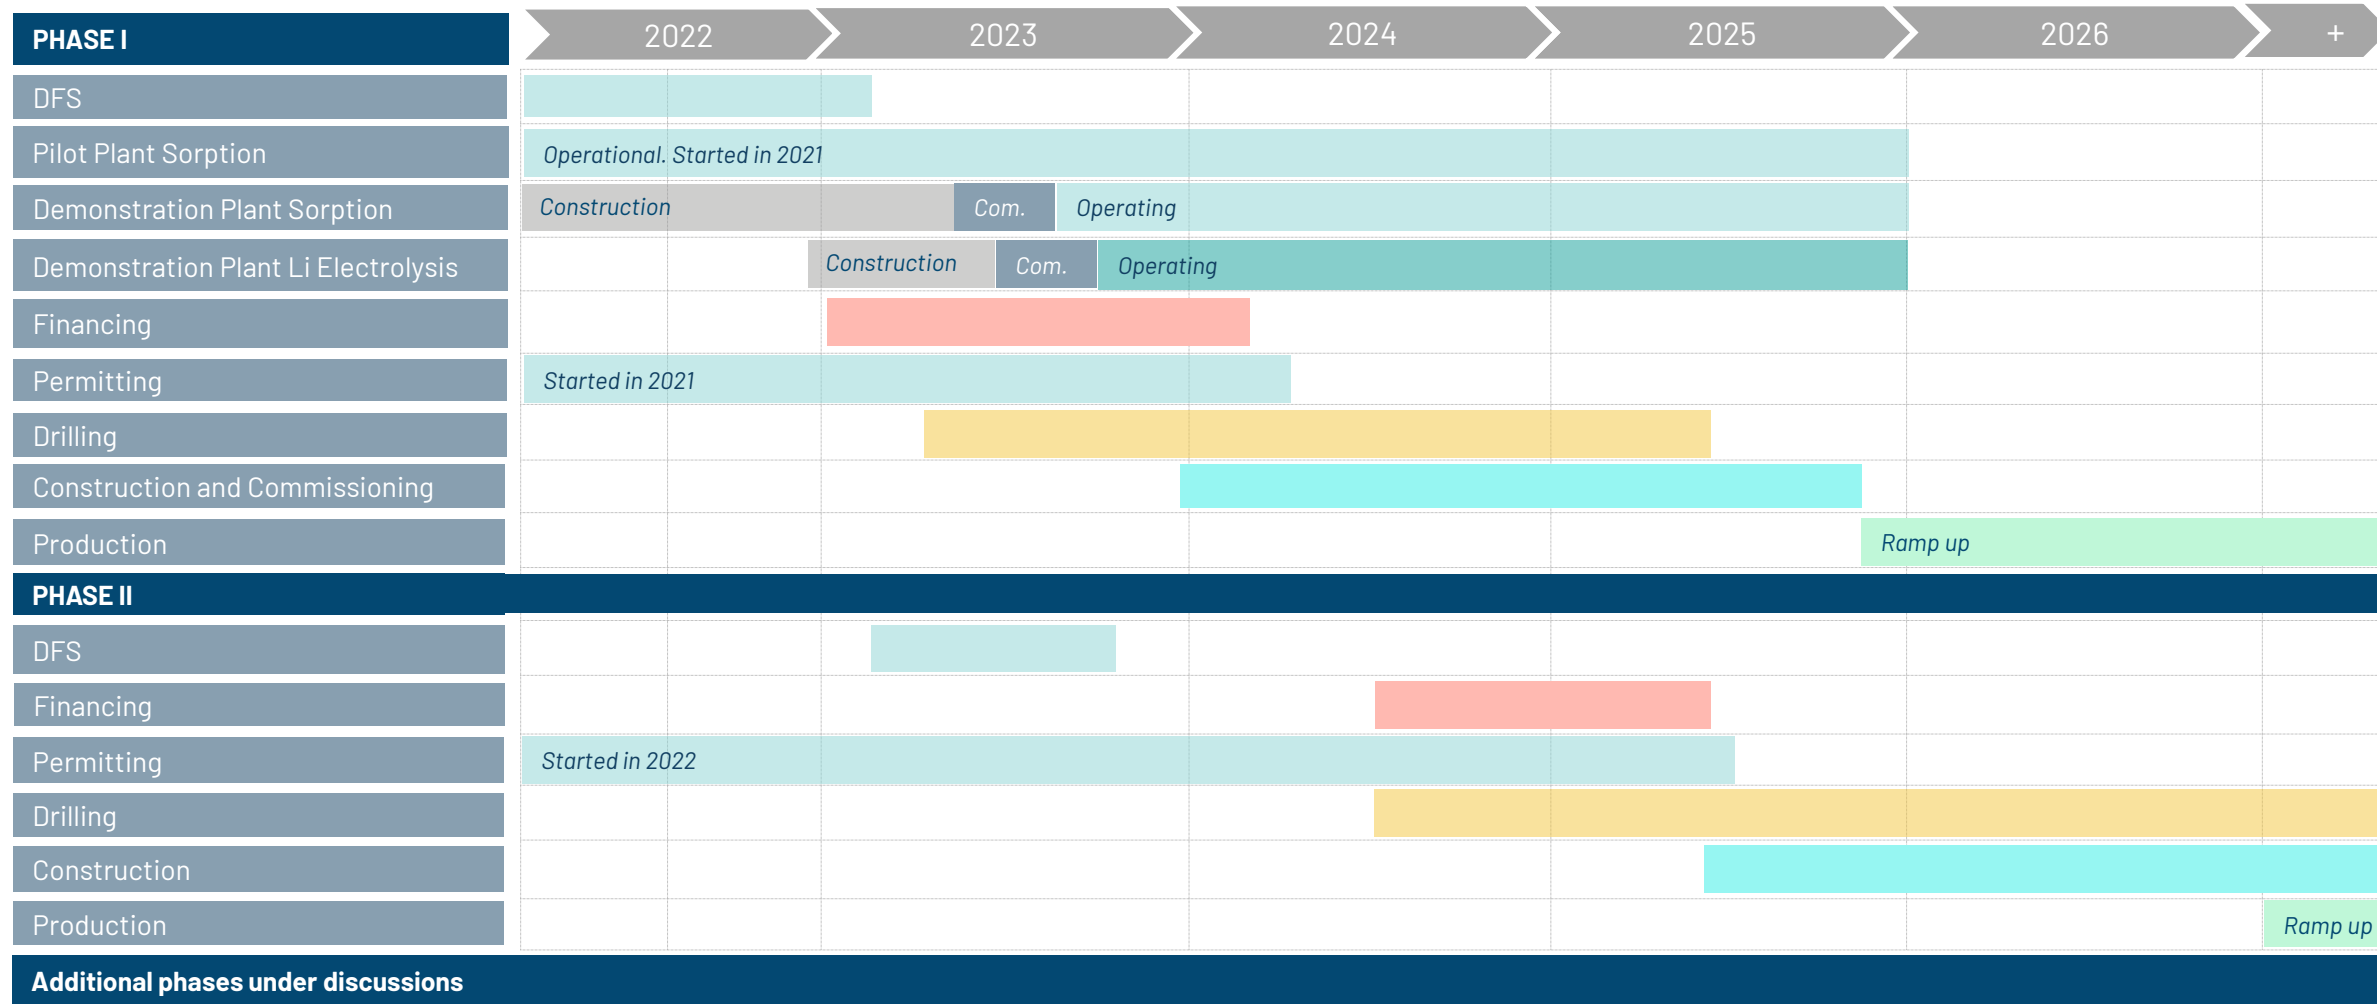 PHASE I
2022
2023
2024
2025
2026
+
DFS
Pilot Plant Sorption
Operational. Started in 2021
Demonstration Plant Sorption
Construction
Com.
Operating
Demonstration Plant Li Electrolysis
Construction
Com.
Operating
Financing
Permitting
Started in 2021
Drilling
Construction and Commissioning
Production
Ramp up
PHASE II
DFS
Financing
Permitting
Started in 2022
Drilling
Construction
Production
Ramp up
Additional phases under discussions